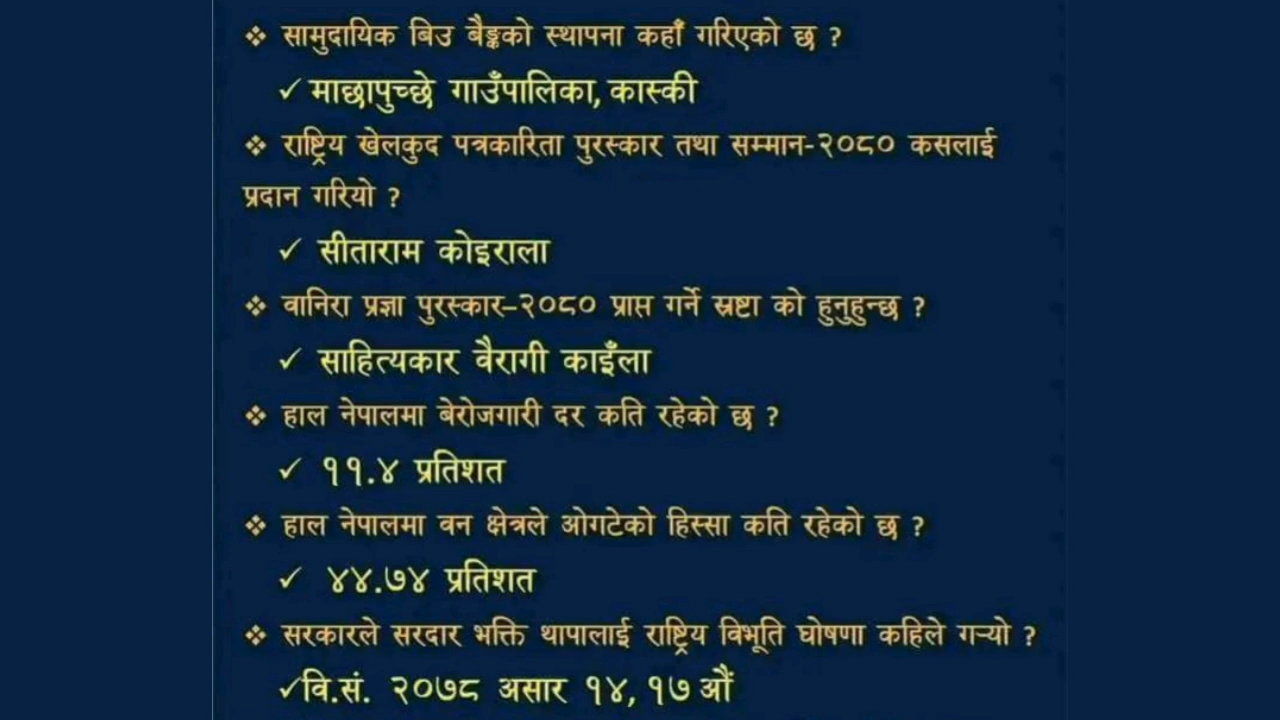 ❖ सामुदायिक बिउ बैङ्कको स्थापना कहाँ गरिएको छ ?
✓ माछापुच्छे गाउँपालिका, कास्की
❖ राष्ट्रिय खेलकुद पत्रकारिता पुरस्कार तथा सम्मान-२०८० कसलाई
प्रदान गरियो ?
✓ सीताराम कोइराला
❖ वानिरा प्रज्ञा पुरस्कार–२०८० प्राप्त गर्ने स्रष्टा को हुनुहुन्छ ?
✓ साहित्यकार वैरागी काइँला
❖ हाल नेपालमा बेरोजगारी दर कति रहेको छ ?
✓ ११.४ प्रतिशत
❖ हाल नेपालमा वन क्षेत्रले ओगटेको हिस्सा कति रहेको छ ?
✓ ४४.७४ प्रतिशत
❖ सरकारले सरदार भक्ति थापालाई राष्ट्रिय विभूति घोषणा कहिले गर्‍यो ?
✓वि.सं. २०७८ असार १४, १७ औं